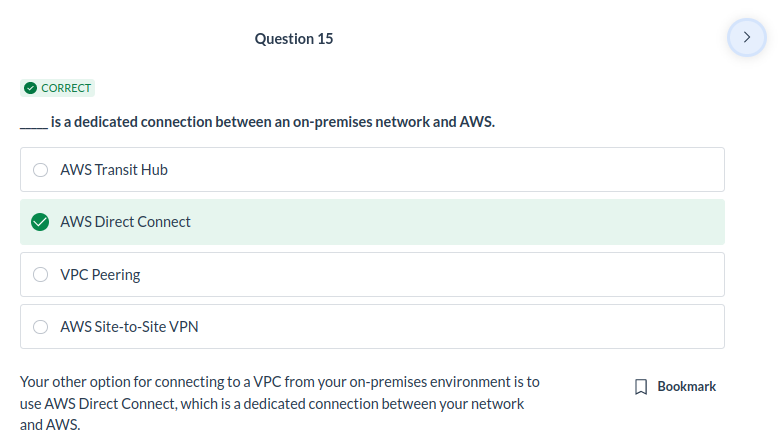 Question 15
CORRECT
_____ is a dedicated connection between an on-premises network and AWS.
AWS Transit Hub
AWS Direct Connect
VPC Peering
AWS Site-to-Site VPN
Your other option for connecting to a VPC from your on-premises environment is to
use AWS Direct Connect, which is a dedicated connection between your network
and AWS.
Bookmark